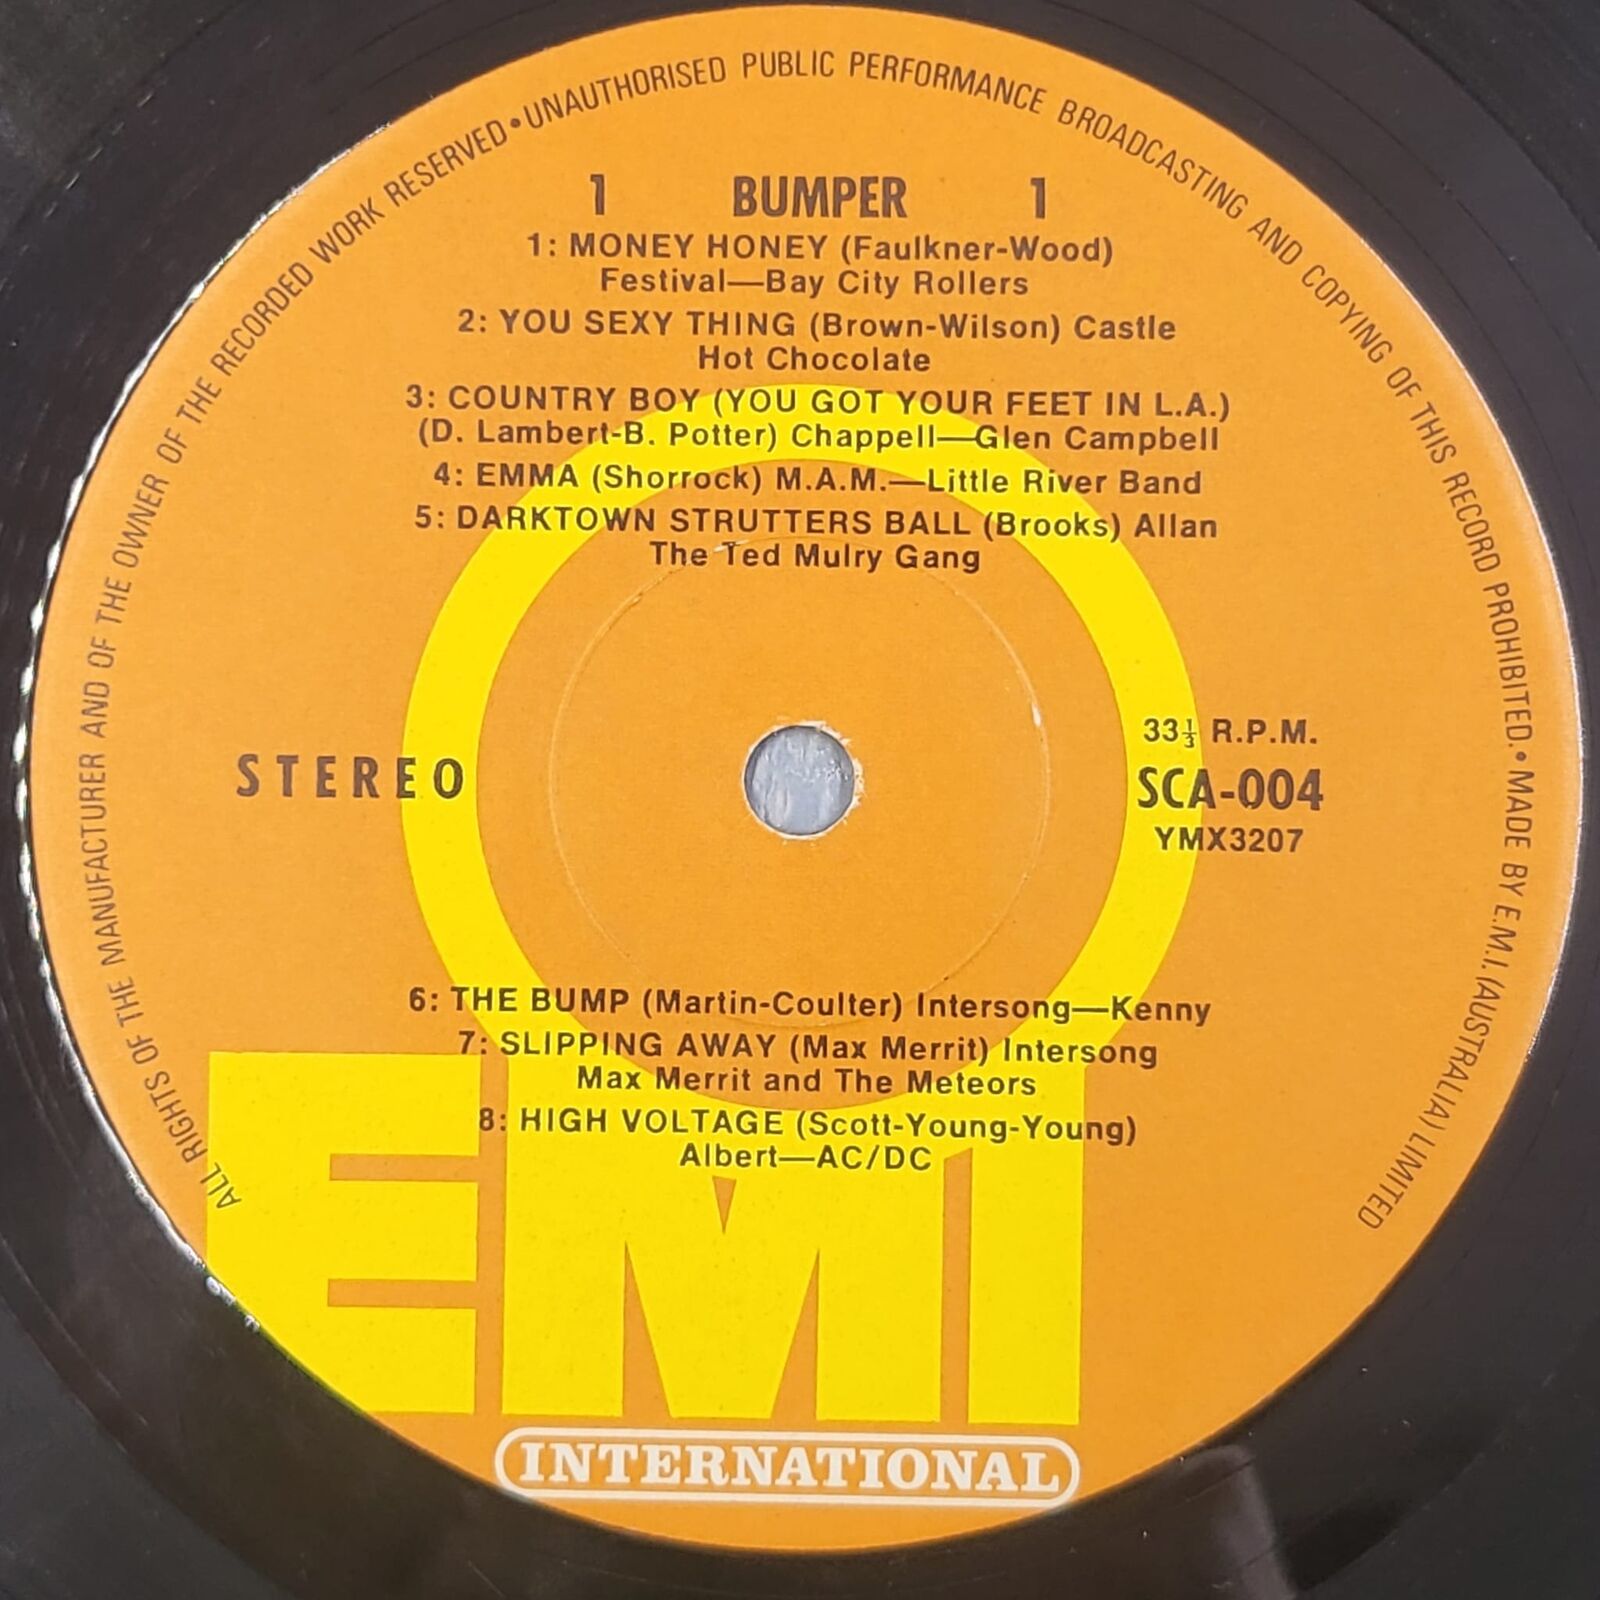 ALL RIGHTS OF THE MANUFACTURER AND OF THE OWNER OF THE RECORDED WORK RESERVED • UNAUTHORISED PUBLIC PERFORMANCE BROADCASTING AND COPYING OF THIS RECORD PROHIBITED. • MADE BY E.M.I. (AUSTRALIA) LIMITED
1 BUMPER 1
1: MONEY HONEY (Faulkner-Wood)
Festival—Bay City Rollers
2: YOU SEXY THING (Brown-Wilson) Castle
Hot Chocolate
3: COUNTRY BOY (YOU GOT YOUR FEET IN L.A.)
(D. Lambert-B. Potter) Chappell—Glen Campbell
4: EMMA (Shorrock) M.A.M.—Little River Band
5: DARKTOWN STRUTTERS BALL (Brooks) Allan
The Ted Mulry Gang
STEREO
33⅓ R.P.M.
SCA-004
YMX3207
6: THE BUMP (Martin-Coulter) Intersong—Kenny
7: SLIPPING AWAY (Max Merrit) Intersong
Max Merrit and The Meteors
8: HIGH VOLTAGE (Scott-Young-Young)
Albert—AC/DC
EMI
INTERNATIONAL